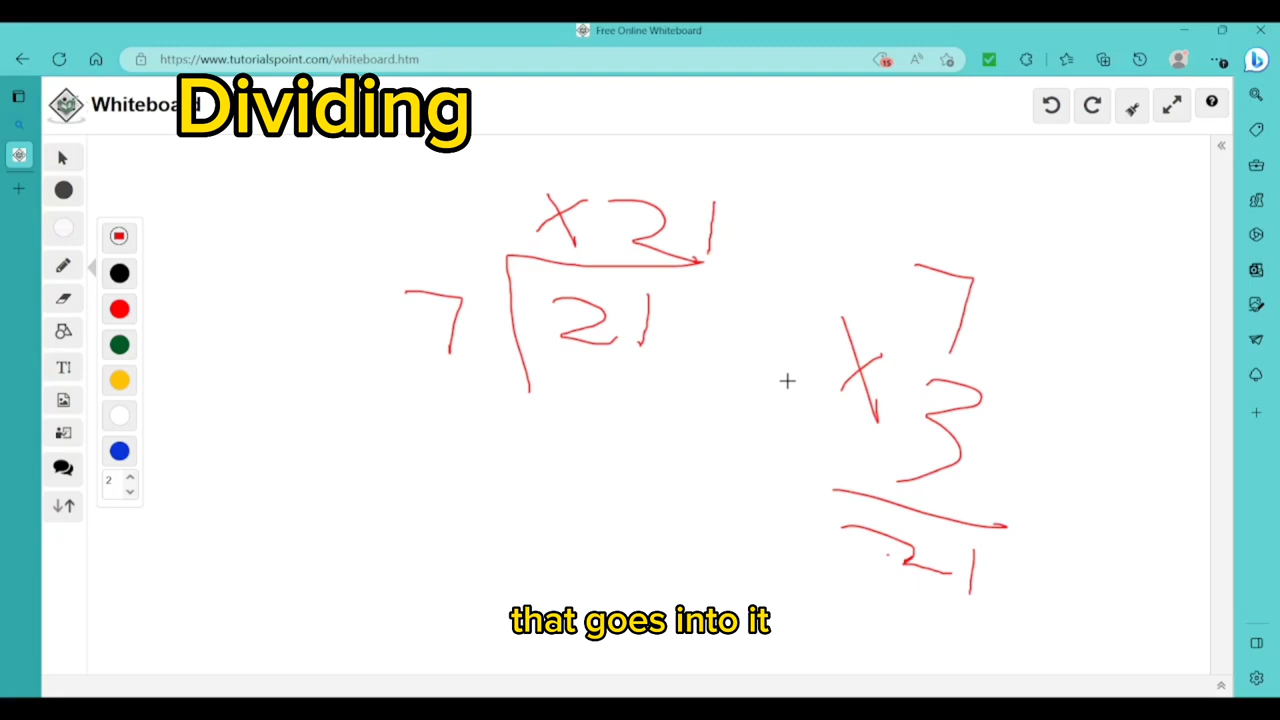 Free Online Whiteboard
https://www.tutorialspoint.com/whiteboard.htm
15
Dividing
Whiteboard
x 21
7 21
7
x 3
21
T
2
that goes into it